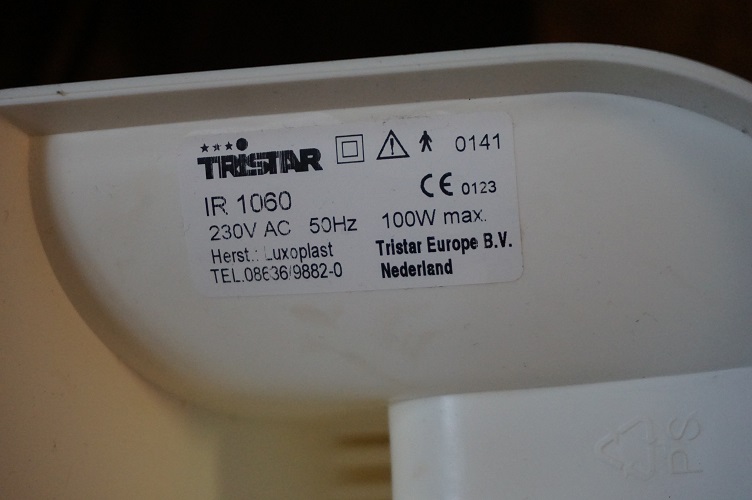 TRISTAR 0141
CE 0123
IR 1060
230V AC 50Hz 100W max.
Herst.: Luxoplast Tristar Europe B.V.
TEL.08636/9882-0 Nederland
PS